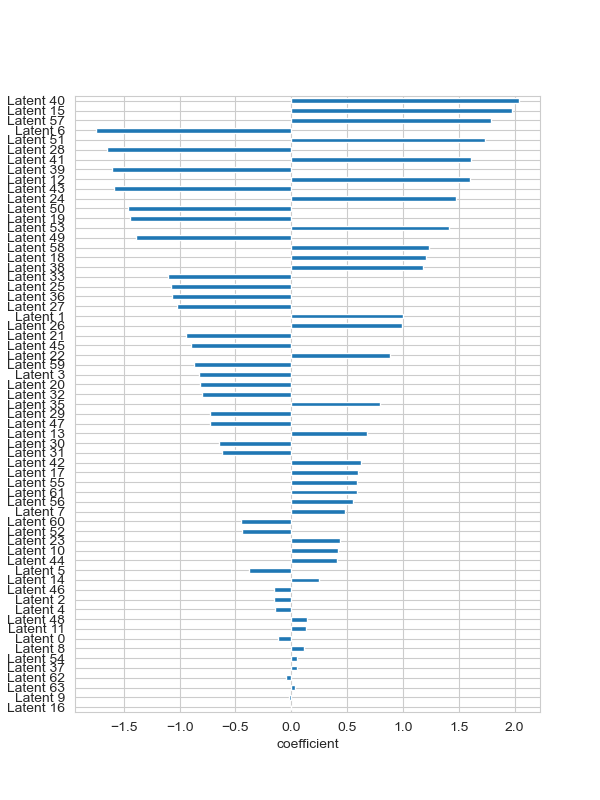 Latent 40
Latent 15
Latent 57
Latent 6
Latent 51
Latent 28
Latent 41
Latent 39
Latent 12
Latent 43
Latent 24
Latent 50
Latent 19
Latent 53
Latent 49
Latent 58
Latent 18
Latent 38
Latent 33
Latent 25
Latent 36
Latent 27
Latent 1
Latent 26
Latent 21
Latent 45
Latent 22
Latent 59
Latent 3
Latent 20
Latent 32
Latent 35
Latent 29
Latent 47
Latent 13
Latent 30
Latent 31
Latent 42
Latent 17
Latent 55
Latent 61
Latent 56
Latent 7
Latent 60
Latent 52
Latent 23
Latent 10
Latent 44
Latent 5
Latent 14
Latent 46
Latent 2
Latent 4
Latent 48
Latent 11
Latent 0
Latent 8
Latent 54
Latent 37
Latent 62
Latent 63
Latent 9
Latent 16
−1.5 −1.0 −0.5 0.0 0.5 1.0 1.5 2.0
coefficient